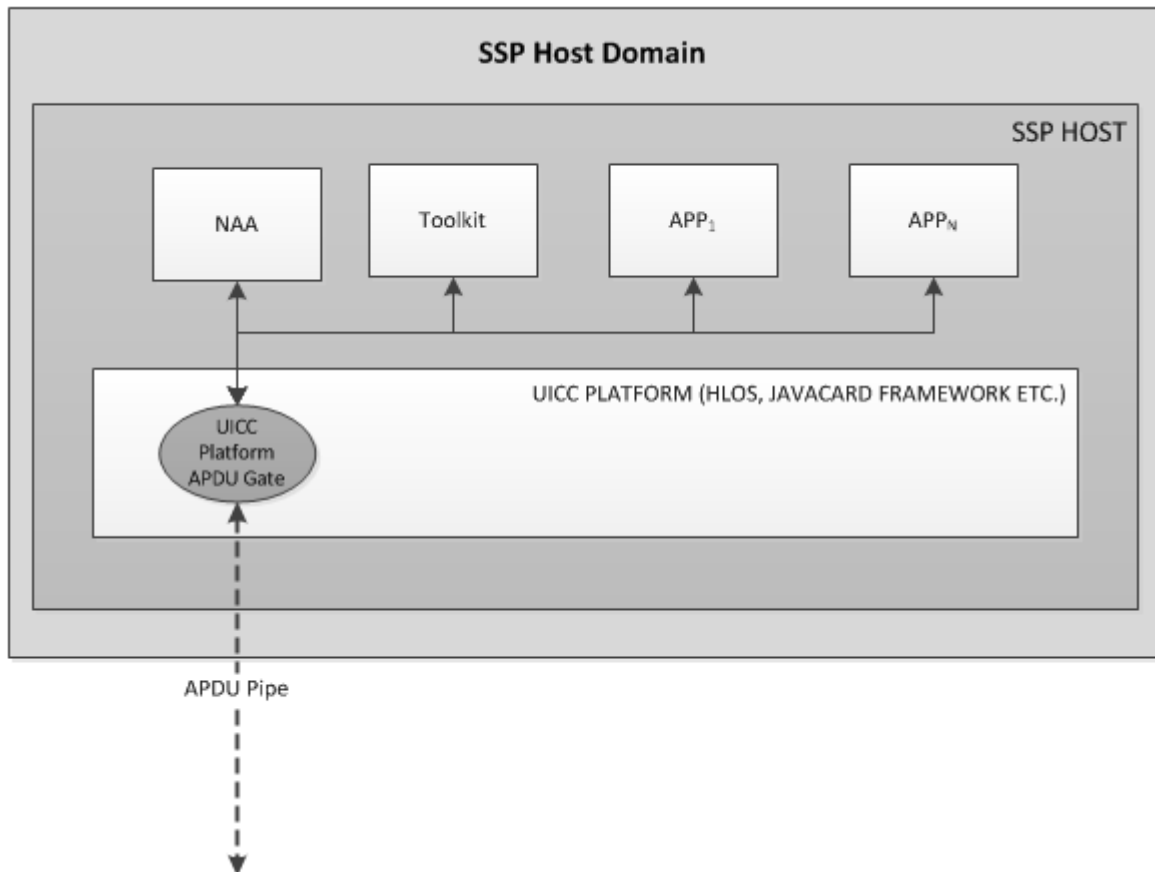 SSP Host Domain
SSP HOST
NAA
Toolkit
APP₁
APPₙ
UICC PLATFORM (HLOS, JAVACARD FRAMEWORK ETC.)
UICC
Platform
APDU Gate
APDU Pipe